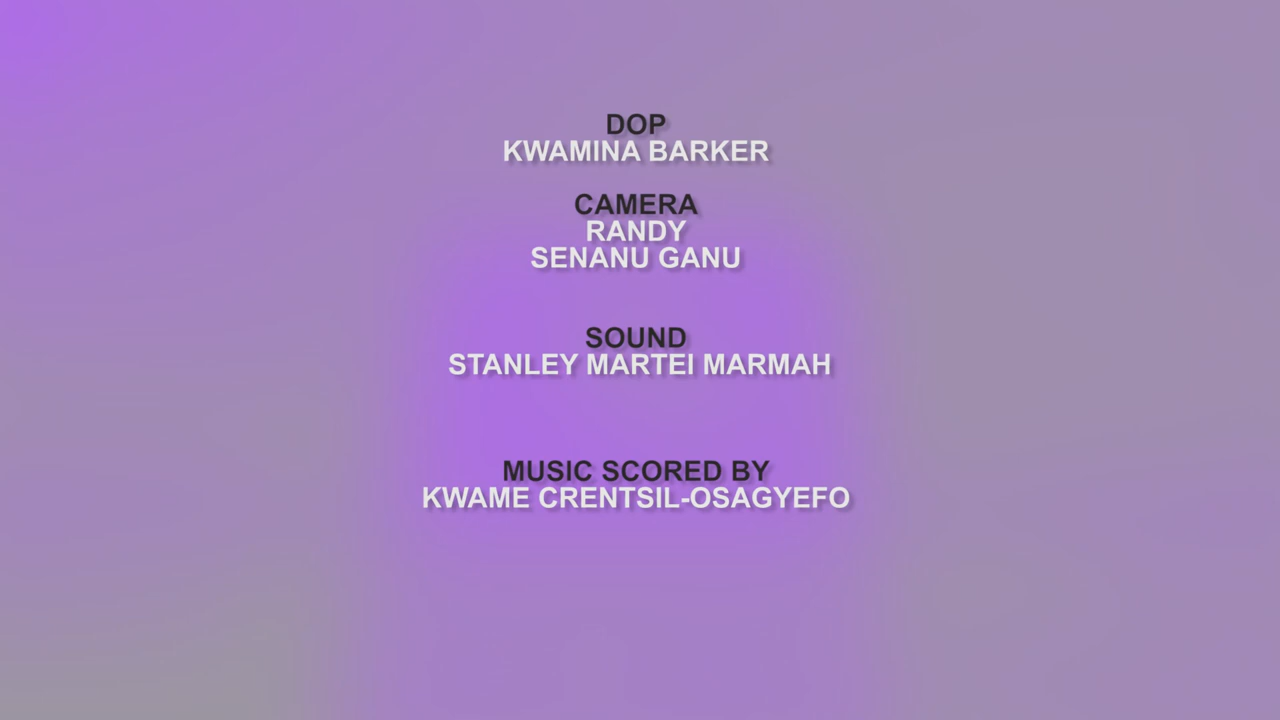 DOP
KWAMINA BARKER
CAMERA
RANDY
SENANU GANU
SOUND
STANLEY MARTEI MARMAH
MUSIC SCORED BY
KWAME CRENTSIL-OSAGYEFO